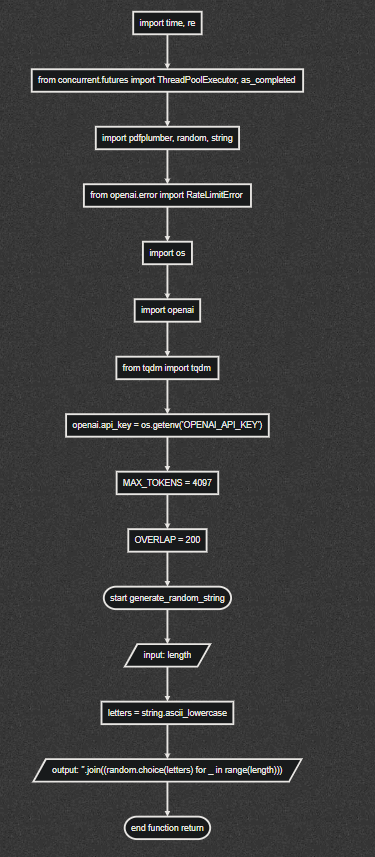 import time, re
from concurrent.futures import ThreadPoolExecutor, as_completed
import pdfplumber, random, string
from openai.error import RateLimitError
import os
import openai
from tqdm import tqdm
openai.api_key = os.getenv('OPENAI_API_KEY')
MAX_TOKENS = 4097
OVERLAP = 200
start generate_random_string
input: length
letters = string.ascii_lowercase
output: ''.join((random.choice(letters) for _ in range(length)))
end function return